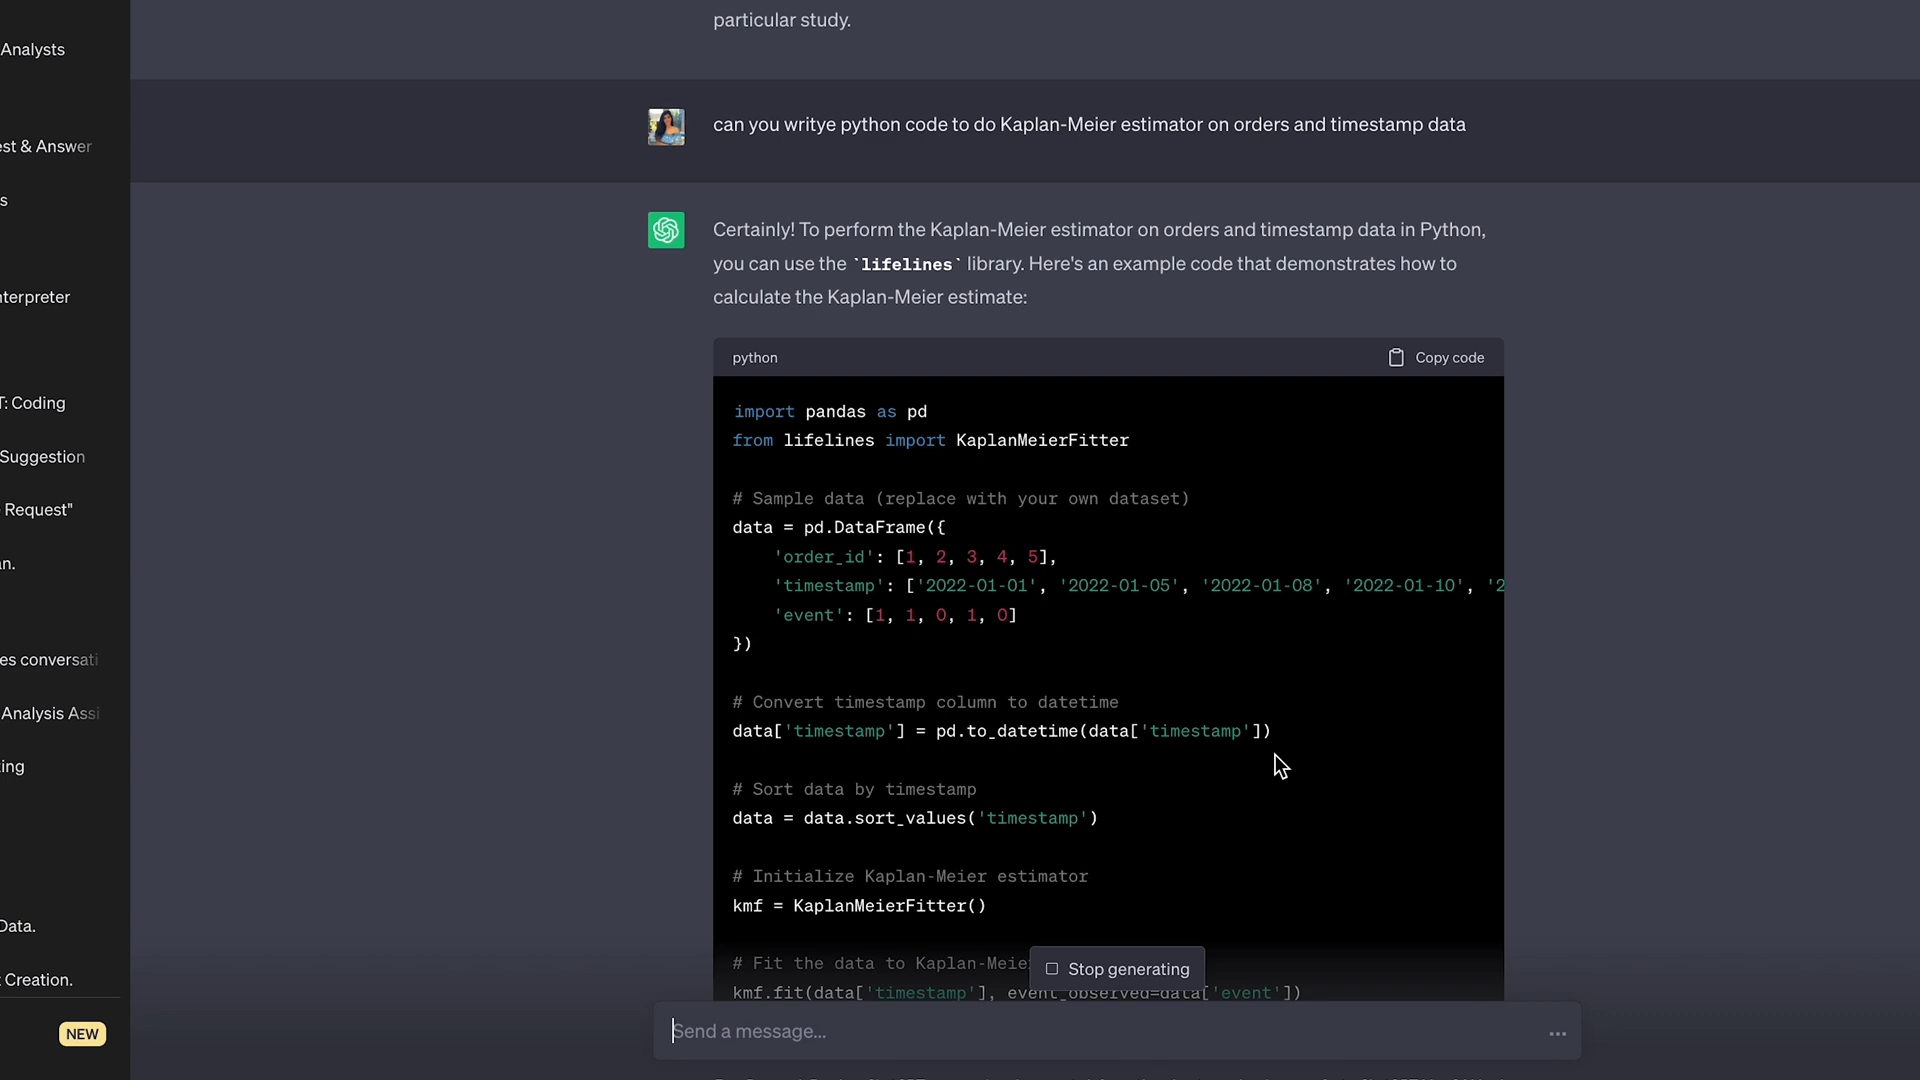 particular study.
Analysts
est & Answer
s
nterpreter
T: Coding
Suggestion
Request"
an.
es conversati
Analysis Assi
ing
Data.
Creation.
NEW
can you writye python code to do Kaplan-Meier estimator on orders and timestamp data
Certainly! To perform the Kaplan-Meier estimator on orders and timestamp data in Python,
you can use the `lifelines` library. Here's an example code that demonstrates how to
calculate the Kaplan-Meier estimate:
python
Copy code
import pandas as pd
from lifelines import KaplanMeierFitter
# Sample data (replace with your own dataset)
data = pd.DataFrame({
    'order_id': [1, 2, 3, 4, 5],
    'timestamp': ['2022-01-01', '2022-01-05', '2022-01-08', '2022-01-10', '2
    'event': [1, 1, 0, 1, 0]
})
# Convert timestamp column to datetime
data['timestamp'] = pd.to_datetime(data['timestamp'])
# Sort data by timestamp
data = data.sort_values('timestamp')
# Initialize Kaplan-Meier estimator
kmf = KaplanMeierFitter()
# Fit the data to Kaplan-Meie
Stop generating
kmf.fit(data['timestamp'], event_observed=data['event'])
Send a message...